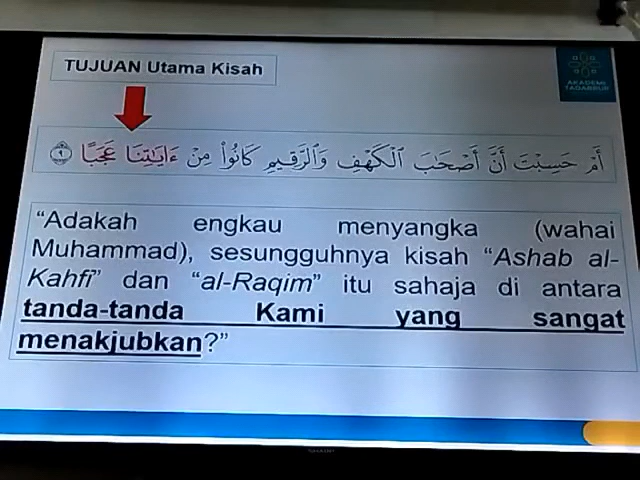 TUJUAN Utama Kisah
AKADEMI
TADABBUR
أَمْ حَسِبْتَ أَنَّ أَصْحَٰبَ ٱلْكَهْفِ وَٱلرَّقِيمِ كَانُوا۟ مِنْ ءَايَٰتِنَا عَجَبًا ٩
“Adakah engkau menyangka (wahai
Muhammad), sesungguhnya kisah “Ashab al-
Kahfi” dan “al-Raqim” itu sahaja di antara
tanda-tanda Kami yang sangat
menakjubkan?”